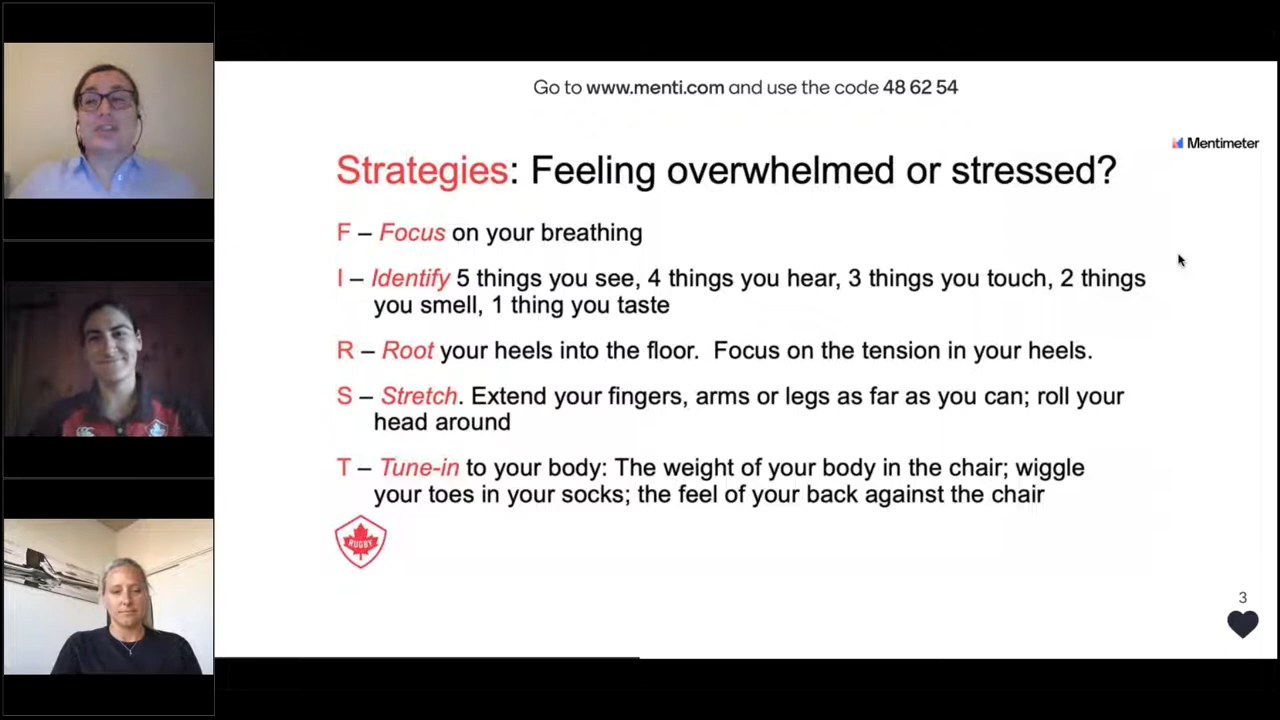 Go to www.menti.com and use the code 48 62 54
Mentimeter
Strategies: Feeling overwhelmed or stressed?
F – Focus on your breathing
I – Identify 5 things you see, 4 things you hear, 3 things you touch, 2 things
you smell, 1 thing you taste
R – Root your heels into the floor. Focus on the tension in your heels.
S – Stretch. Extend your fingers, arms or legs as far as you can; roll your
head around
T – Tune-in to your body: The weight of your body in the chair; wiggle
your toes in your socks; the feel of your back against the chair
RUGBY
3